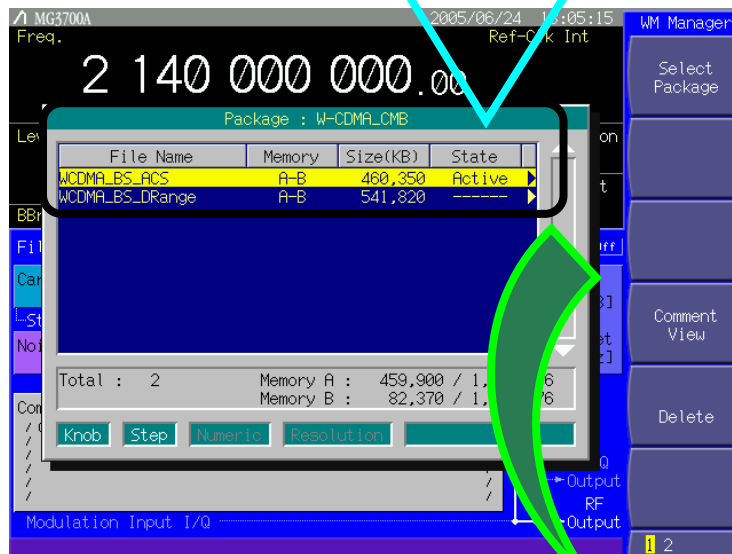 MG3700A 2005/06/24 :05:15 WM Manager
Freq. Int
2 140 000 000.00
Select
Package
Package : W-CDMA_CMB
on
File Name Memory Size(KB) State
WCDMA_BS_ACS A-B 460,350 Active
WCDMA_BS_DRange A-B 541,820 ------
Comment
View
Total : 2 Memory A : 459,900 / 1,
Memory B : 82,370 / 1,
Delete
Knob Step Numeric Resolution
Output
RF
Modulation Input I/Q Output
1 2